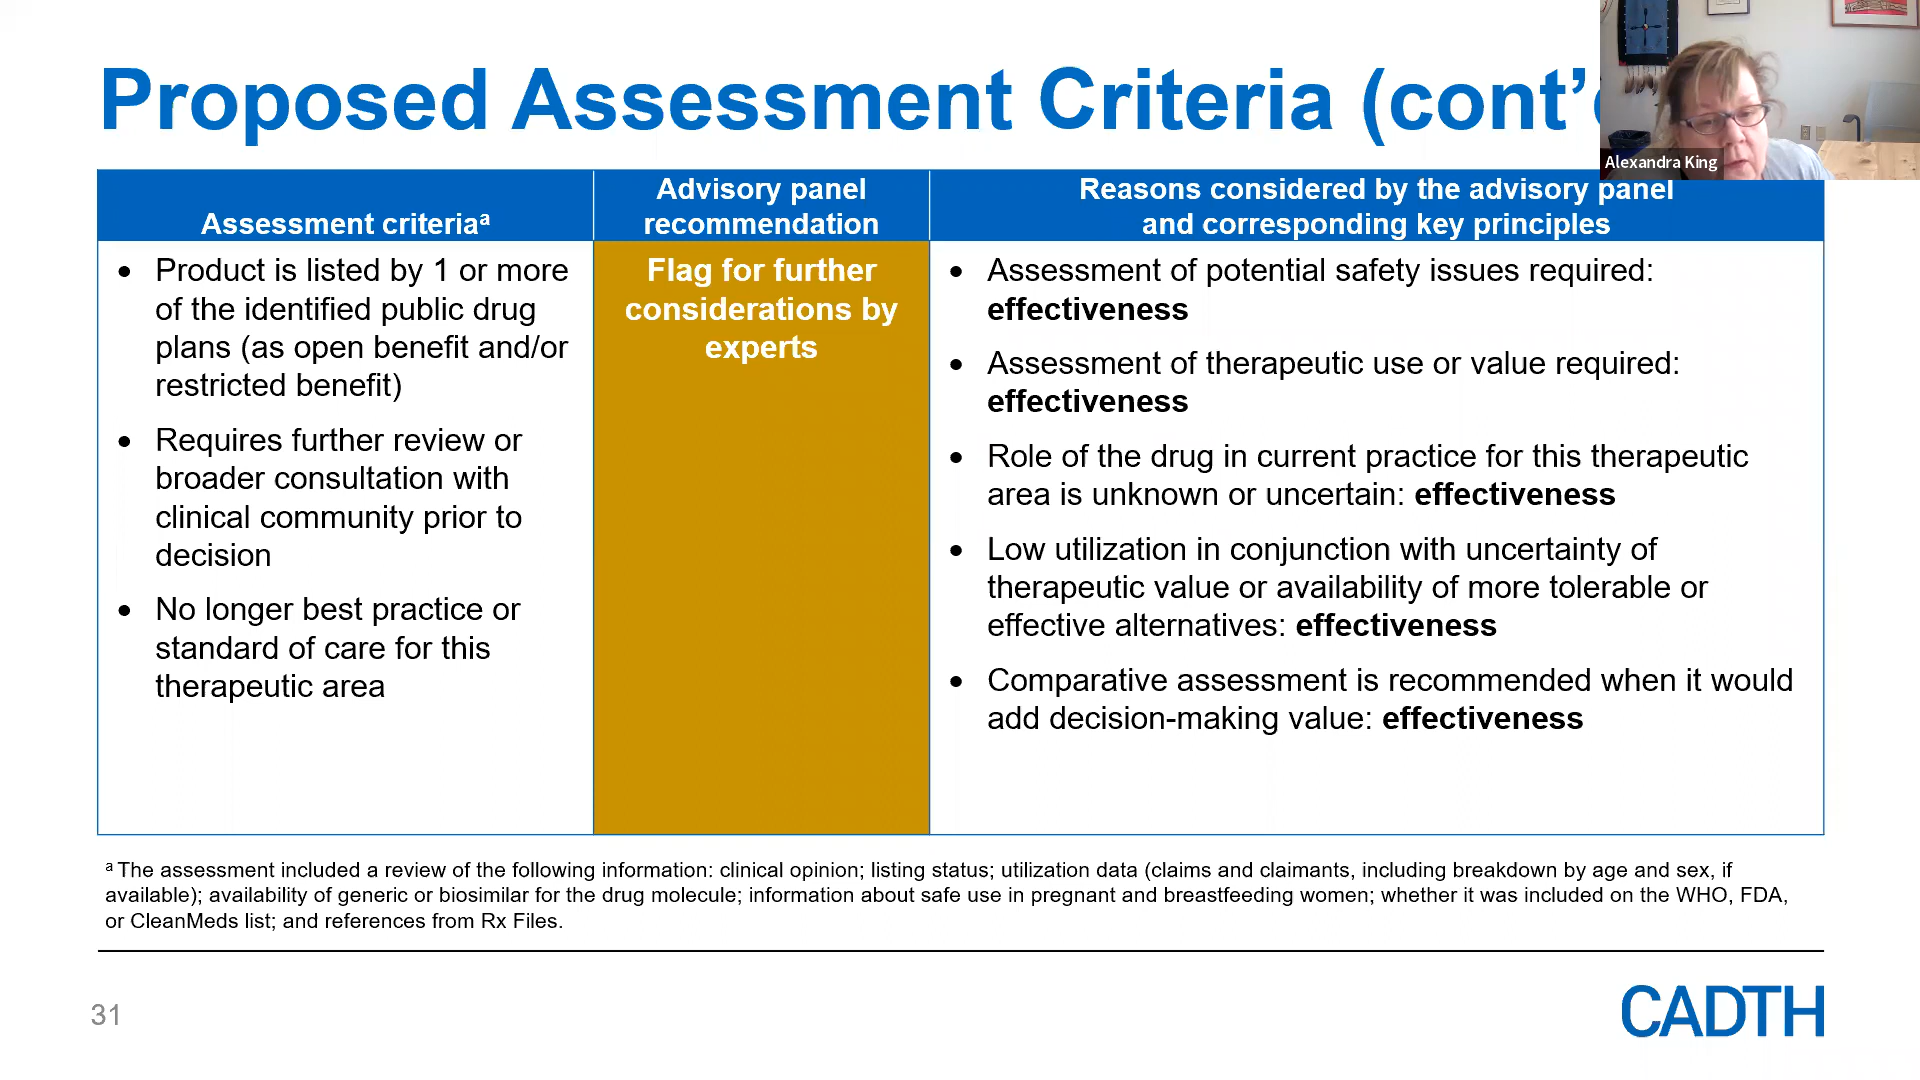 Proposed Assessment Criteria (cont’
Alexandra King
Assessment criteriaᵃ
Advisory panel
recommendation
Reasons considered by the advisory panel
and corresponding key principles
• Product is listed by 1 or more
of the identified public drug
plans (as open benefit and/or
restricted benefit)
• Requires further review or
broader consultation with
clinical community prior to
decision
• No longer best practice or
standard of care for this
therapeutic area
Flag for further
considerations by
experts
• Assessment of potential safety issues required:
effectiveness
• Assessment of therapeutic use or value required:
effectiveness
• Role of the drug in current practice for this therapeutic
area is unknown or uncertain: effectiveness
• Low utilization in conjunction with uncertainty of
therapeutic value or availability of more tolerable or
effective alternatives: effectiveness
• Comparative assessment is recommended when it would
add decision-making value: effectiveness
ᵃ The assessment included a review of the following information: clinical opinion; listing status; utilization data (claims and claimants, including breakdown by age and sex, if
available); availability of generic or biosimilar for the drug molecule; information about safe use in pregnant and breastfeeding women; whether it was included on the WHO, FDA,
or CleanMeds list; and references from Rx Files.
31
CADTH